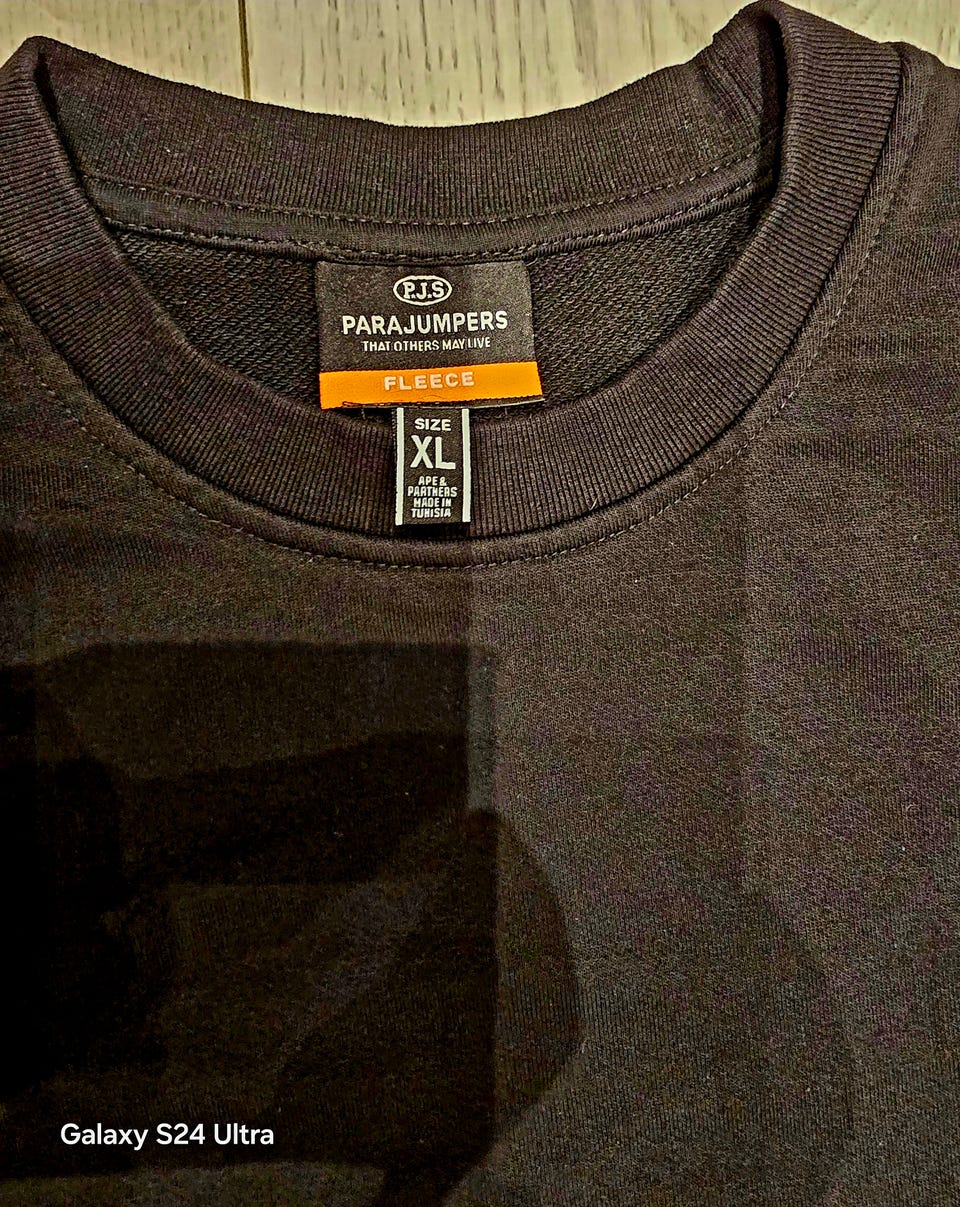 P.J.S
PARAJUMPERS
THAT OTHERS MAY LIVE
FLEECE
SIZE
XL
APE &
PARTNERS
MADE IN
TUNISIA
Galaxy S24 Ultra